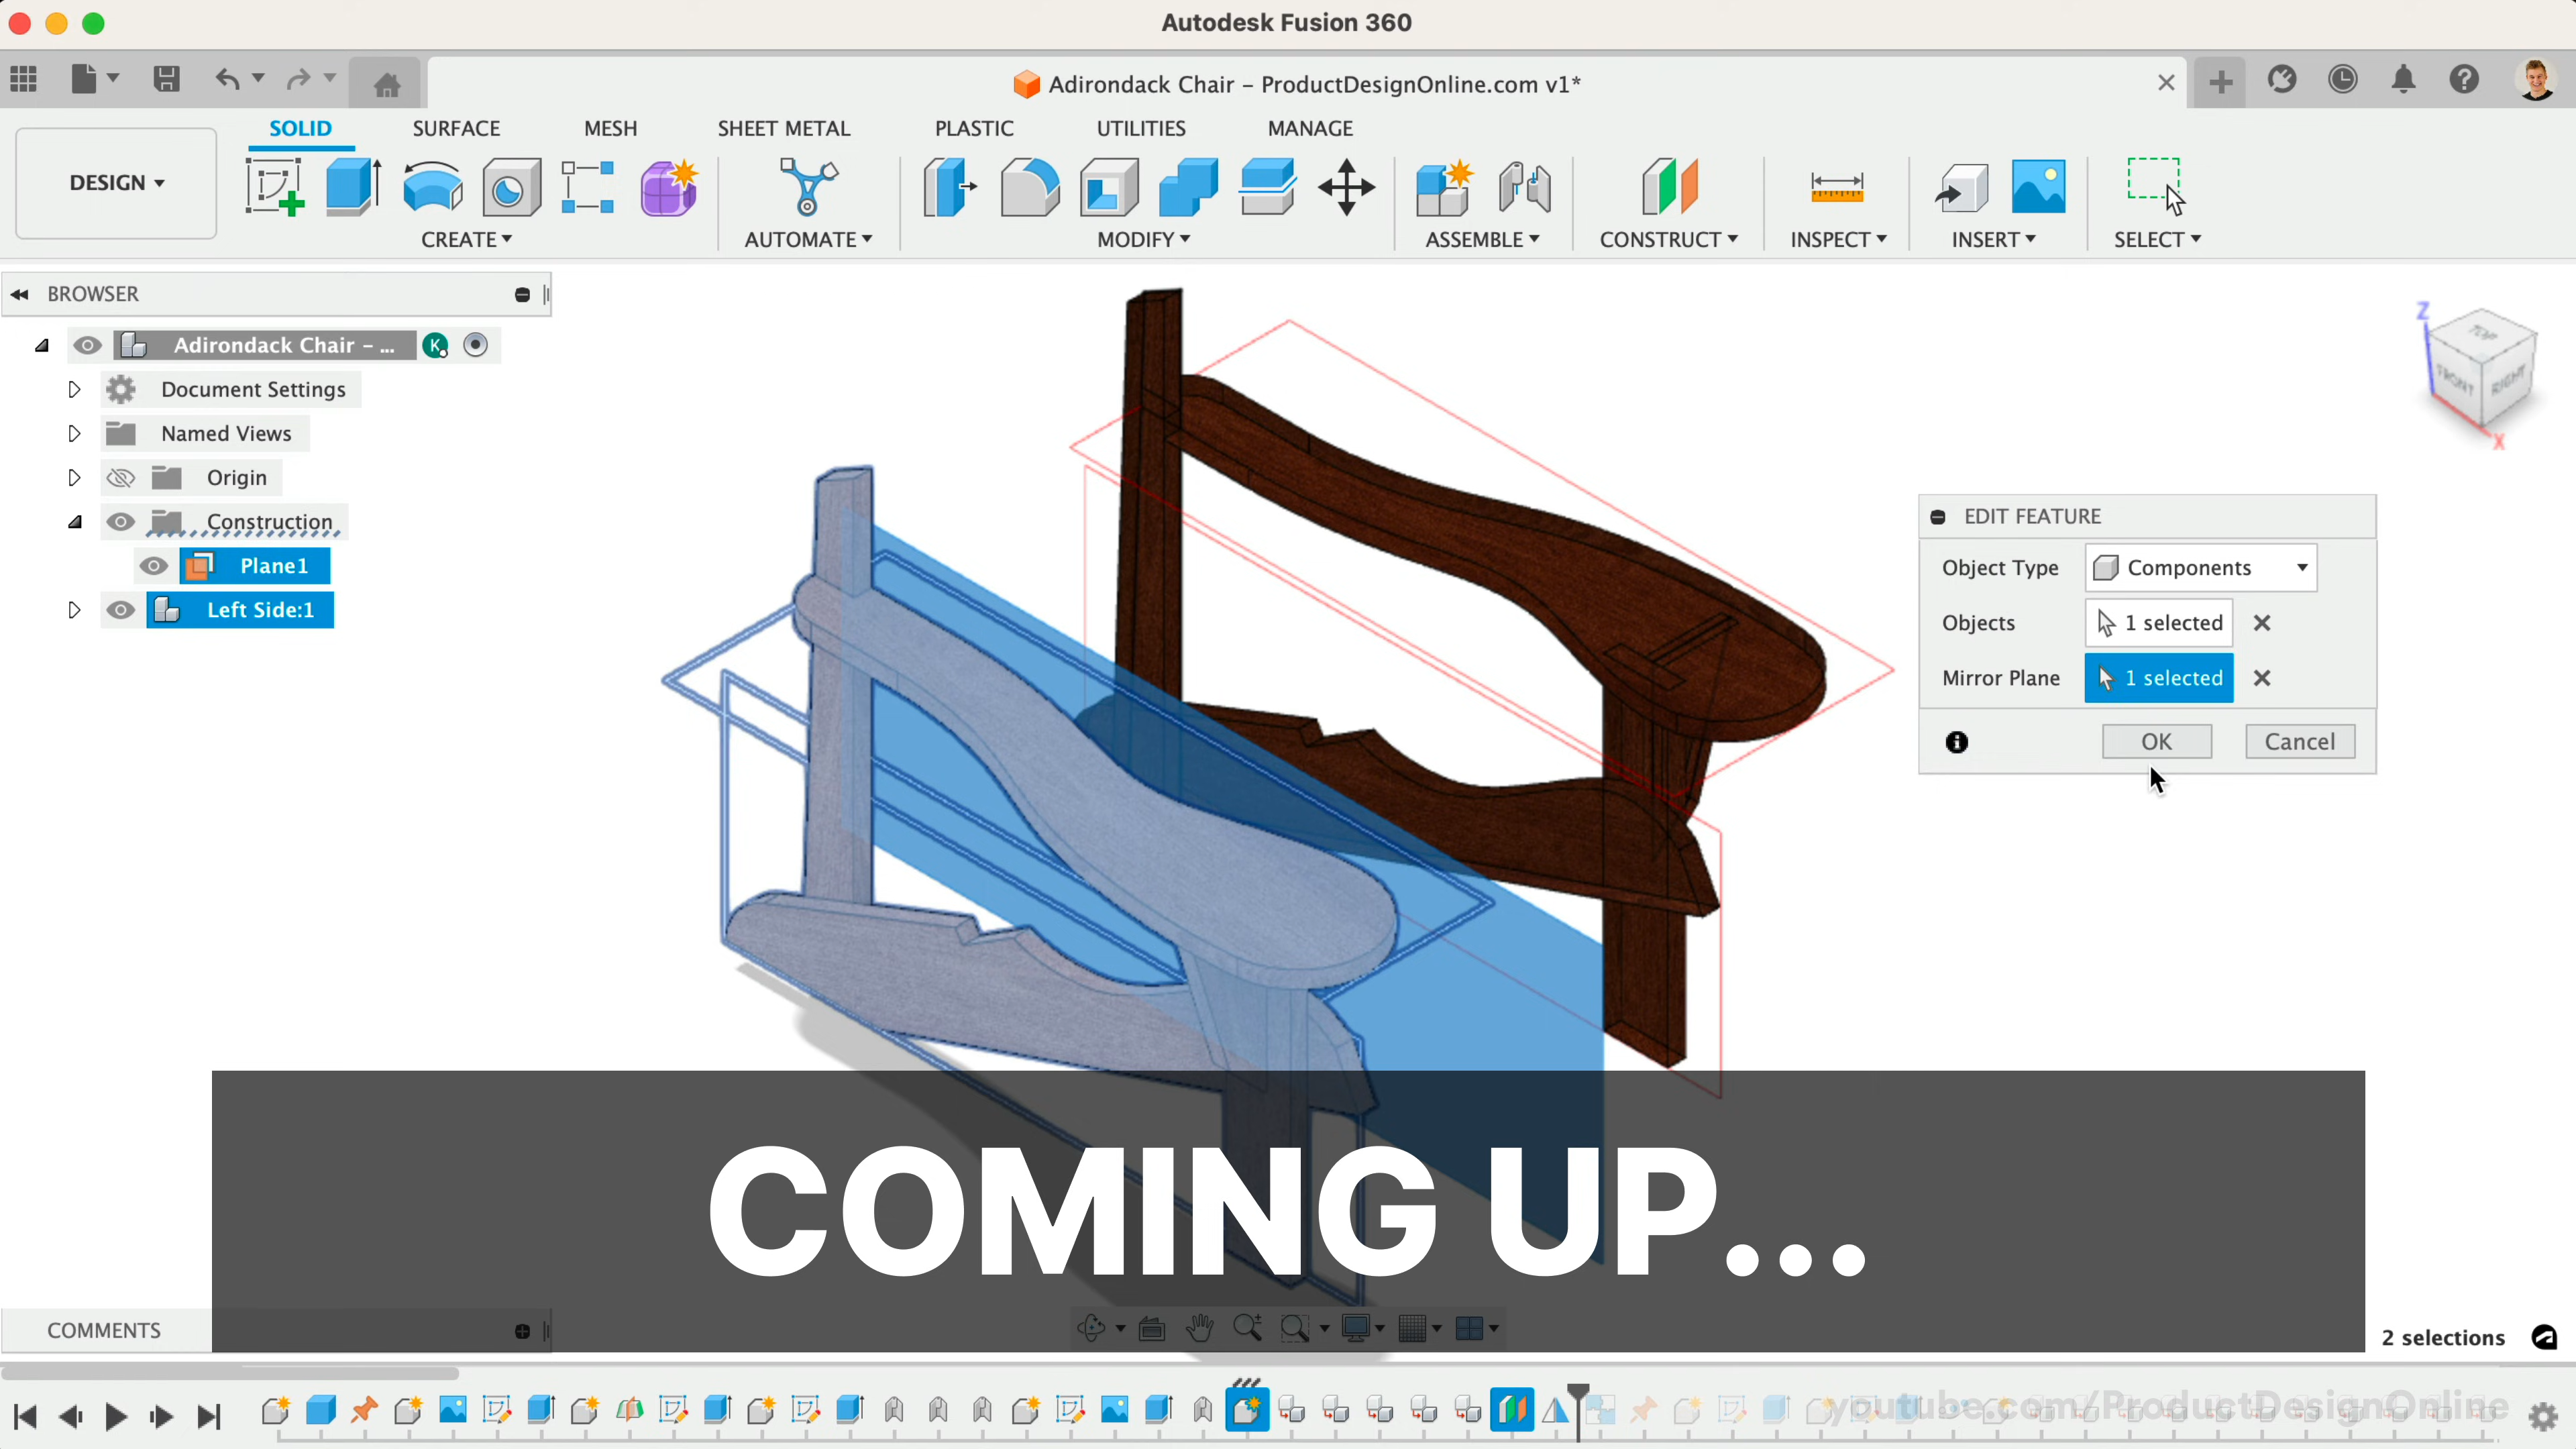 Autodesk Fusion 360
Adirondack Chair – ProductDesignOnline.com v1*
SOLID SURFACE MESH SHEET METAL PLASTIC UTILITIES MANAGE
DESIGN
CREATE AUTOMATE MODIFY ASSEMBLE CONSTRUCT INSPECT INSERT SELECT
BROWSER
Adirondack Chair – ...
K
Document Settings
Named Views
Origin
Construction
Plane1
Left Side:1
Z
TOP
FRONT
RIGHT
X
EDIT FEATURE
Object Type Components
Objects 1 selected
Mirror Plane 1 selected
OK Cancel
COMING UP...
COMMENTS
2 selections
youtube.com/ProductDesignOnline